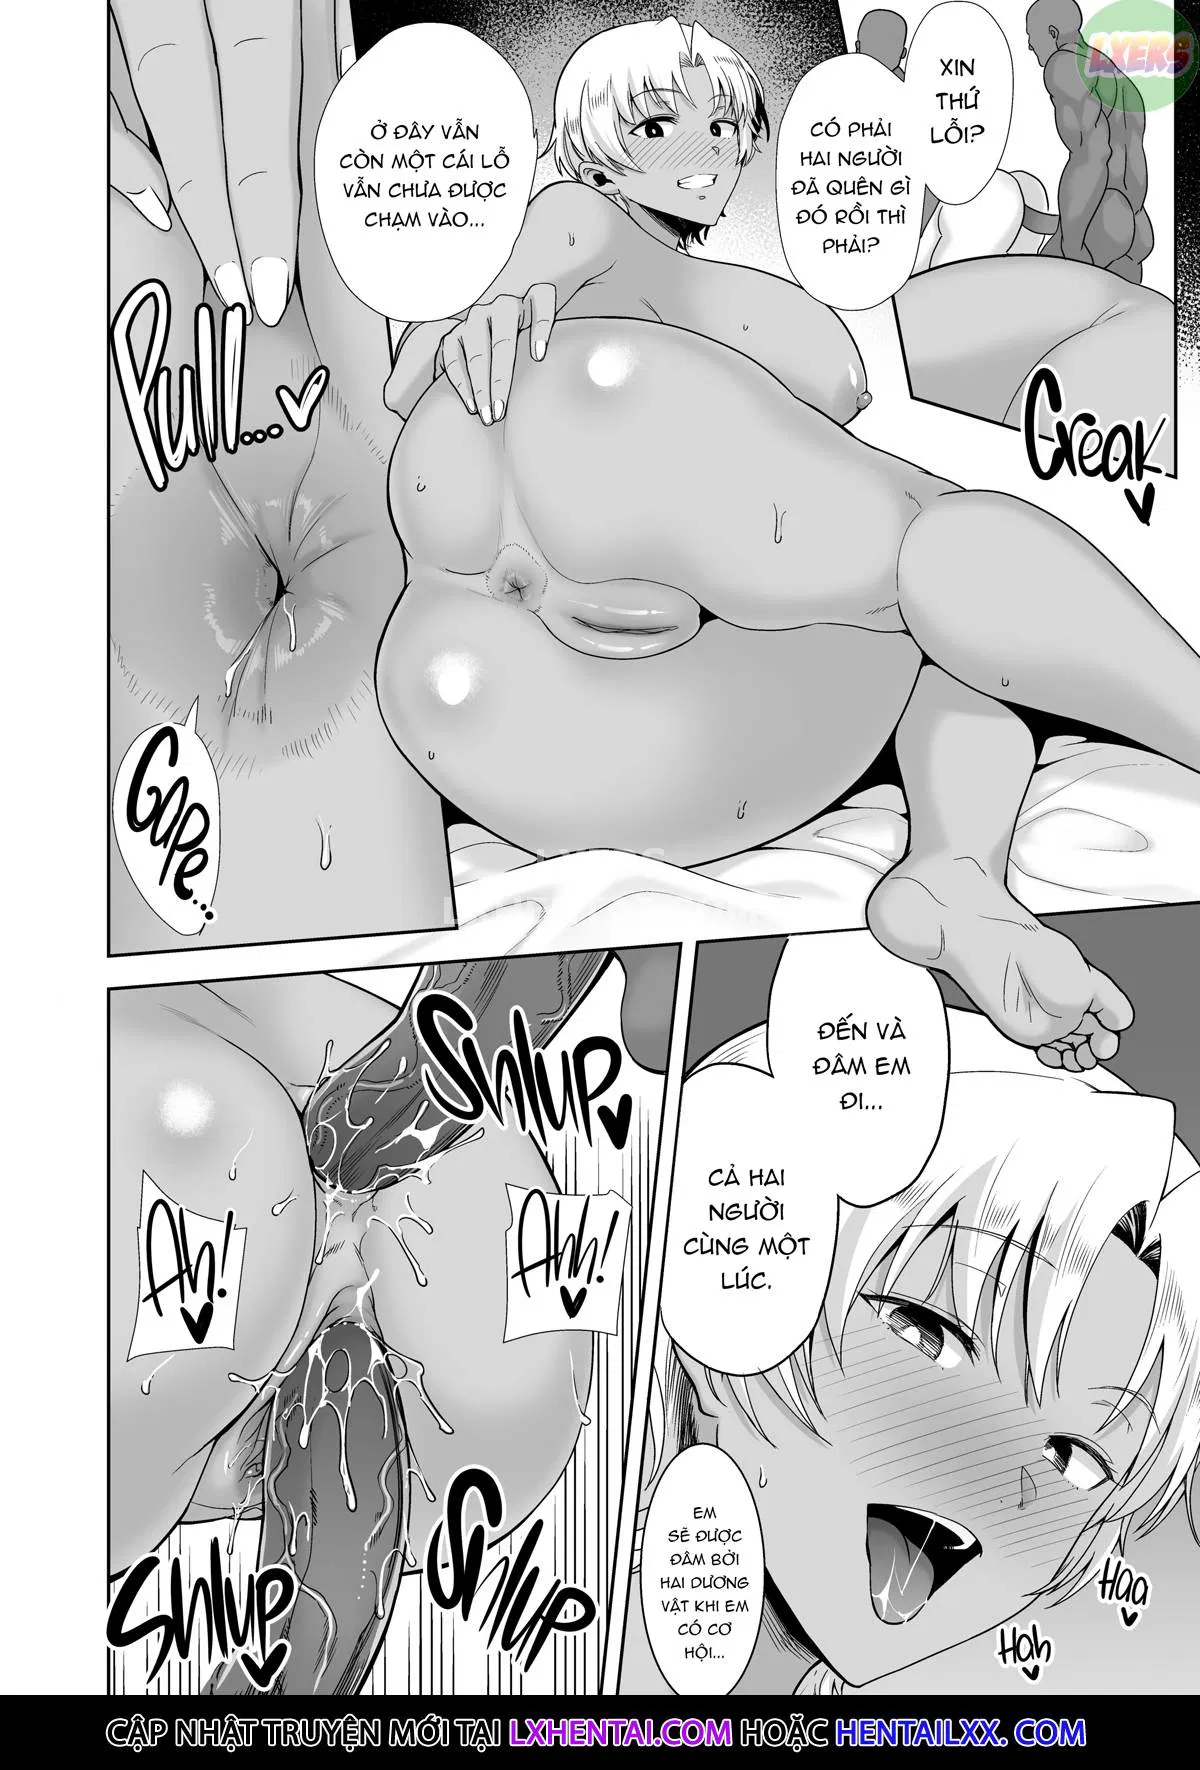 LXERS
XIN
THỨ
LỖI?
CÓ PHẢI
HAI NGƯỜI
ĐÃ QUÊN GÌ
ĐÓ RỒI THÌ
PHẢI?
Creak
Ở ĐÂY VẪN
CÒN MỘT CÁI LỖ
VẪN CHƯA ĐƯỢC
CHẠM VÀO...
Pull...
Gape...
ĐẾN VÀ
ĐÂM EM
ĐI...
CẢ HAI
NGƯỜI
CÙNG MỘT
LÚC.
Shlup
Ahh!
Ah!
Shlup
Shlup
EM
SẼ ĐƯỢC
ĐÂM BỞI
HAI DƯƠNG
VẬT KHI EM
CÓ CƠ
HỘI...
Haa
Hah
CẬP NHẬT TRUYỆN MỚI TẠI LXHENTAI.COM HOẶC HENTAILXX.COM